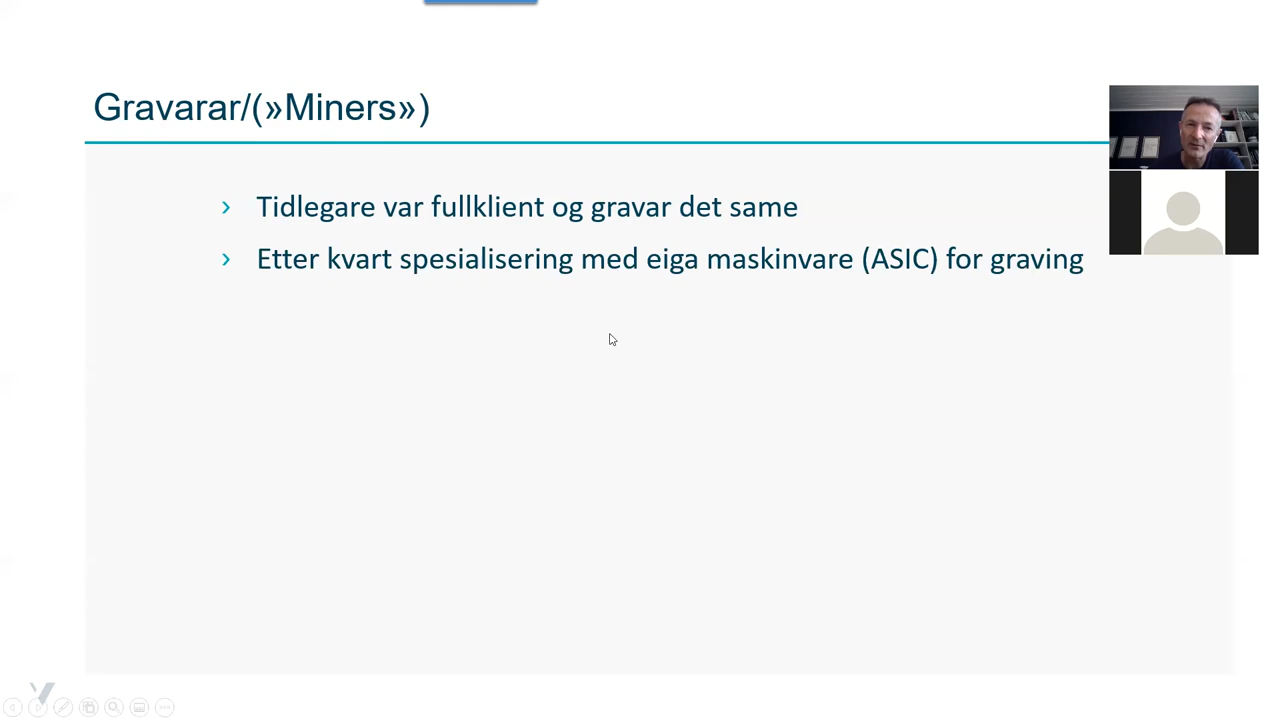 Gravarar/(»Miners»)
› Tidlegare var fullklient og gravar det same
› Etter kvart spesialisering med eiga maskinvare (ASIC) for graving